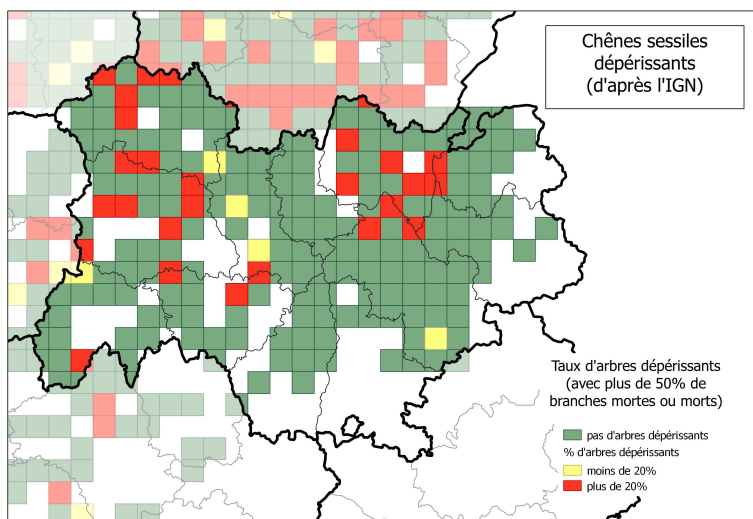 Chênes sessiles
dépérissants
(d'après l'IGN)
Taux d'arbres dépérissants
(avec plus de 50% de
branches mortes ou morts)
pas d'arbres dépérissants
% d'arbres dépérissants
moins de 20%
plus de 20%